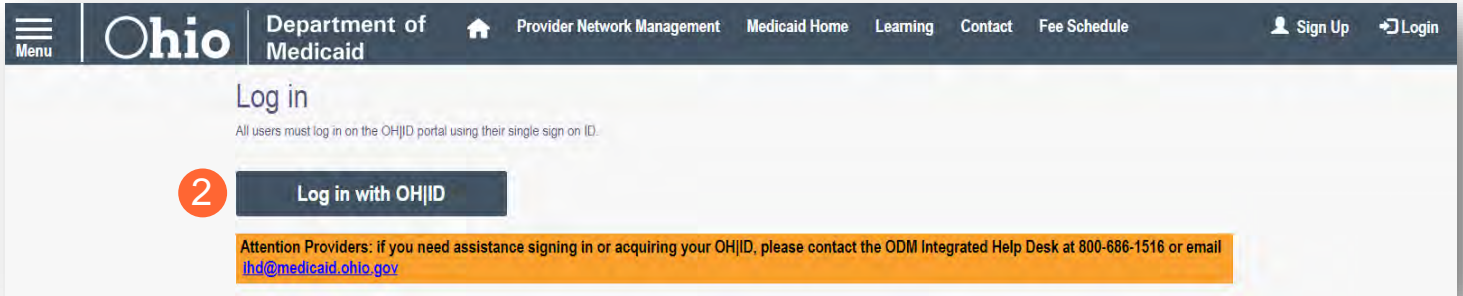 Menu
Ohio
Department of
Medicaid
Provider Network Management Medicaid Home Learning Contact Fee Schedule Sign Up Login
Log in
All users must log in on the OH|ID portal using their single sign on ID.
2
Log in with OH|ID
Attention Providers: if you need assistance signing in or acquiring your OH|ID, please contact the ODM Integrated Help Desk at 800-686-1516 or email
ihd@medicaid.ohio.gov